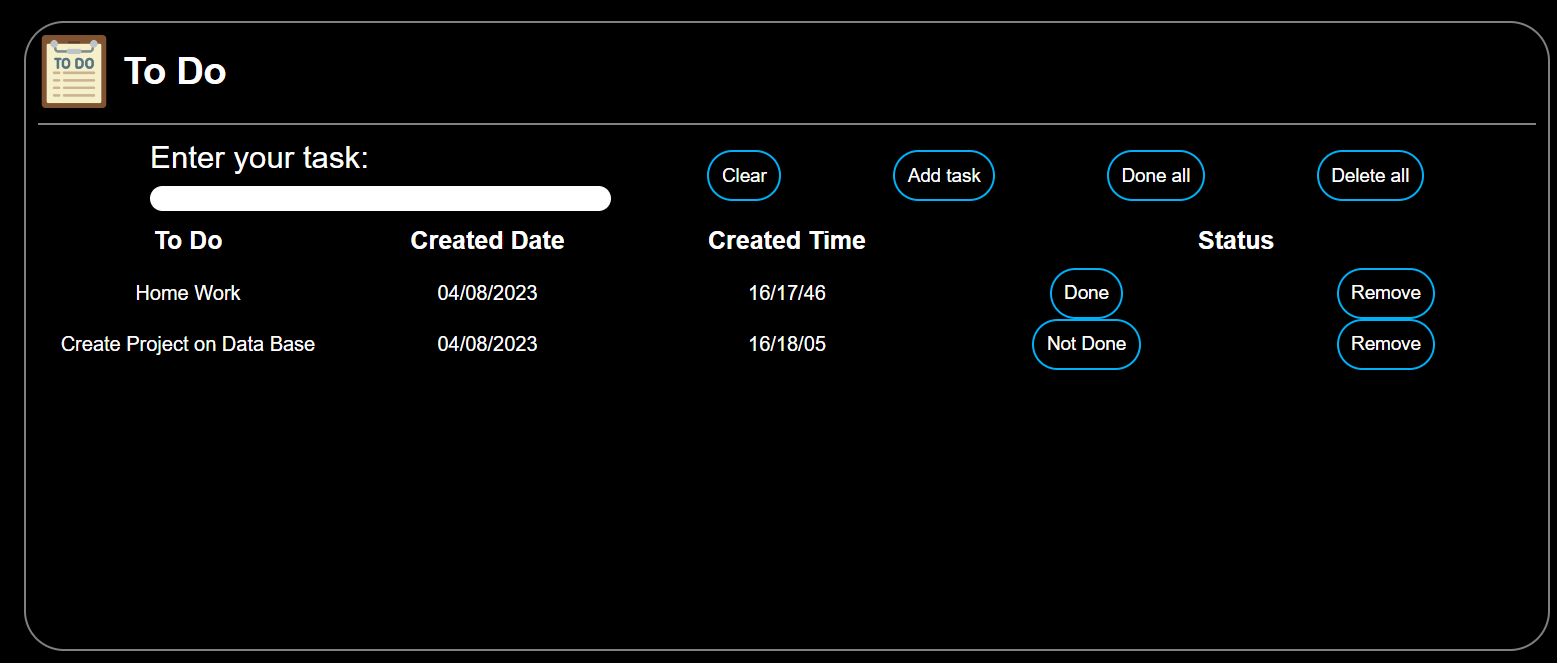 TO DO
To Do
Enter your task:
Clear Add task Done all Delete all
To Do Created Date Created Time Status
Home Work 04/08/2023 16/17/46 Done Remove
Create Project on Data Base 04/08/2023 16/18/05 Not Done Remove